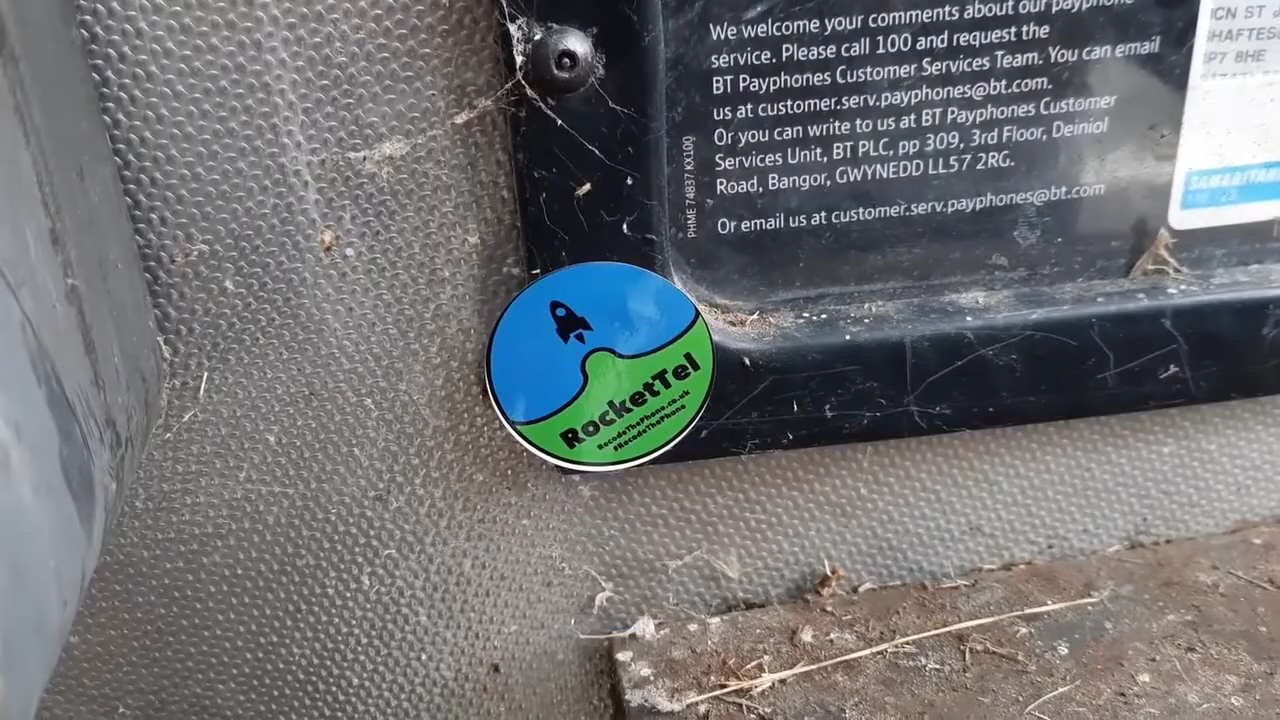 We welcome your comments about our payphone
service. Please call 100 and request the
BT Payphones Customer Services Team. You can email
us at customer.serv.payphones@bt.com.
Or you can write to us at BT Payphones Customer
Services Unit, BT PLC, pp 309, 3rd Floor, Deiniol
Road, Bangor, GWYNEDD LL57 2RG.
Or email us at customer.serv.payphones@bt.com
PHME 74837 KX100
ST
8HE
RocketTel
RecodeThePhone.co.uk
#RecodeThePhone